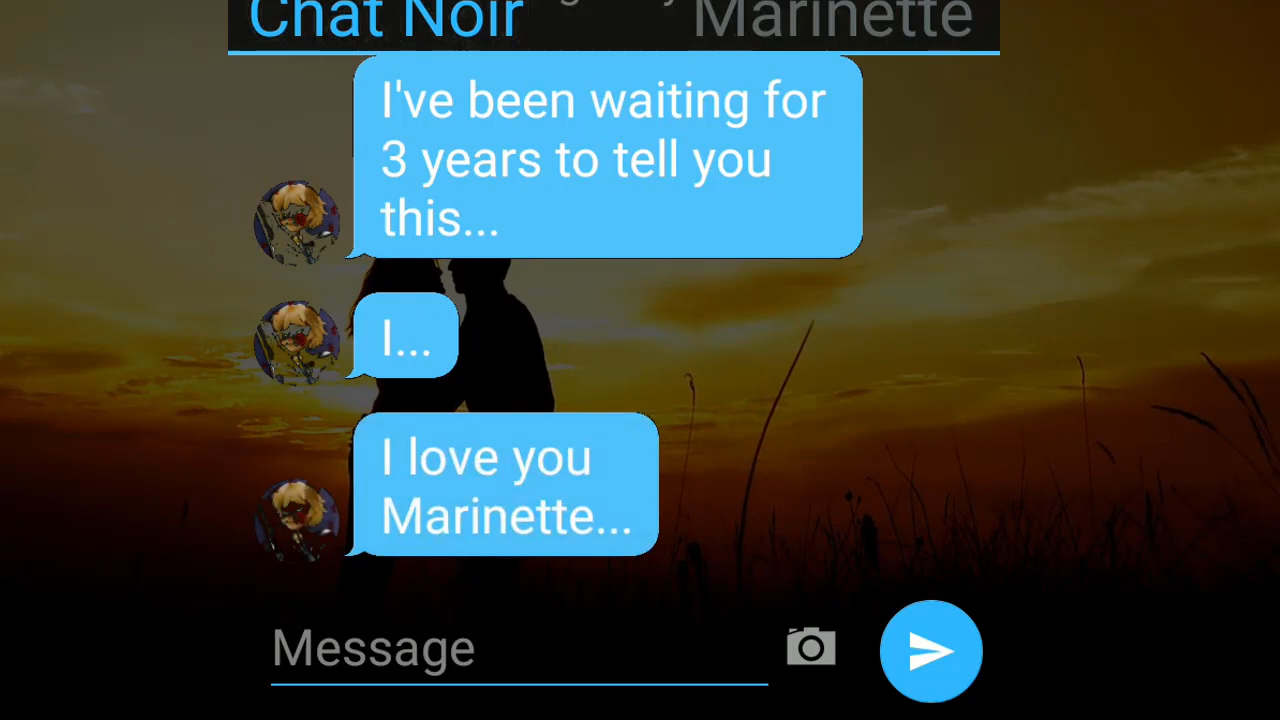 Chat Noir Marinette
I've been waiting for
3 years to tell you
this...
I...
I love you
Marinette...
Message